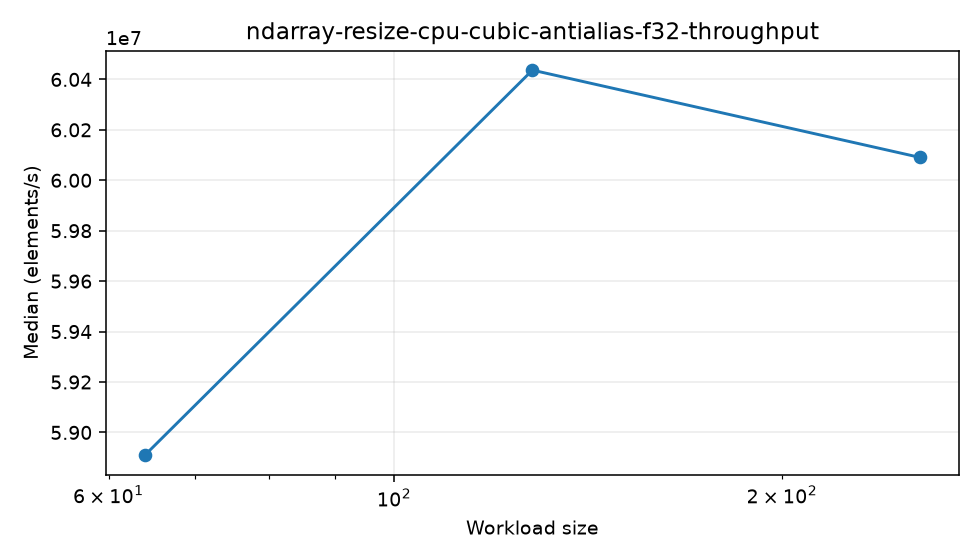 ndarray-resize-cpu-cubic-antialias-f32-throughput
1e7
6.04
6.02
6.00
5.98
5.96
5.94
5.92
5.90
Median (elements/s)
6 × 10¹
10²
2 × 10²
Workload size